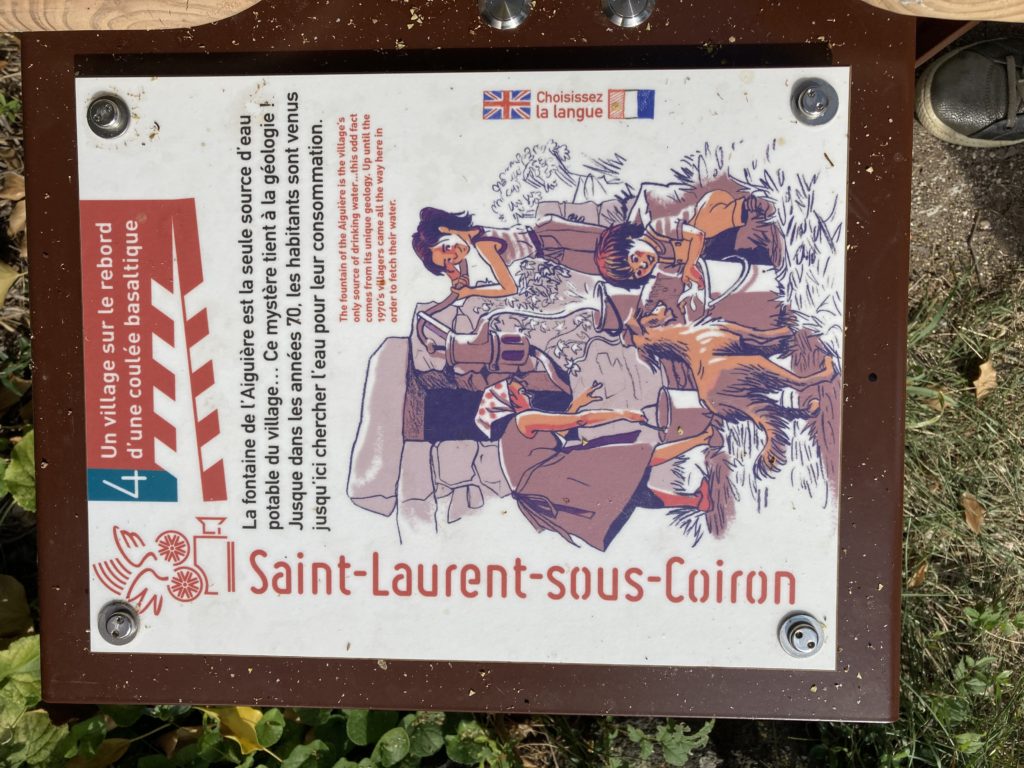 4
Un village sur le rebord
d'une coulée basaltique
Choisissez
la langue
La fontaine de l'Aiguière est la seule source d'eau
potable du village... Ce mystère tient à la géologie !
Jusque dans les années 70, les habitants sont venus
jusqu'ici chercher l'eau pour leur consommation.
The fountain of the Aiguière is the village's
only source of drinking water...this odd fact
comes from its unique geology. Up until the
1970's villagers came all the way here in
order to fetch their water.
Saint-Laurent-sous-Coiron